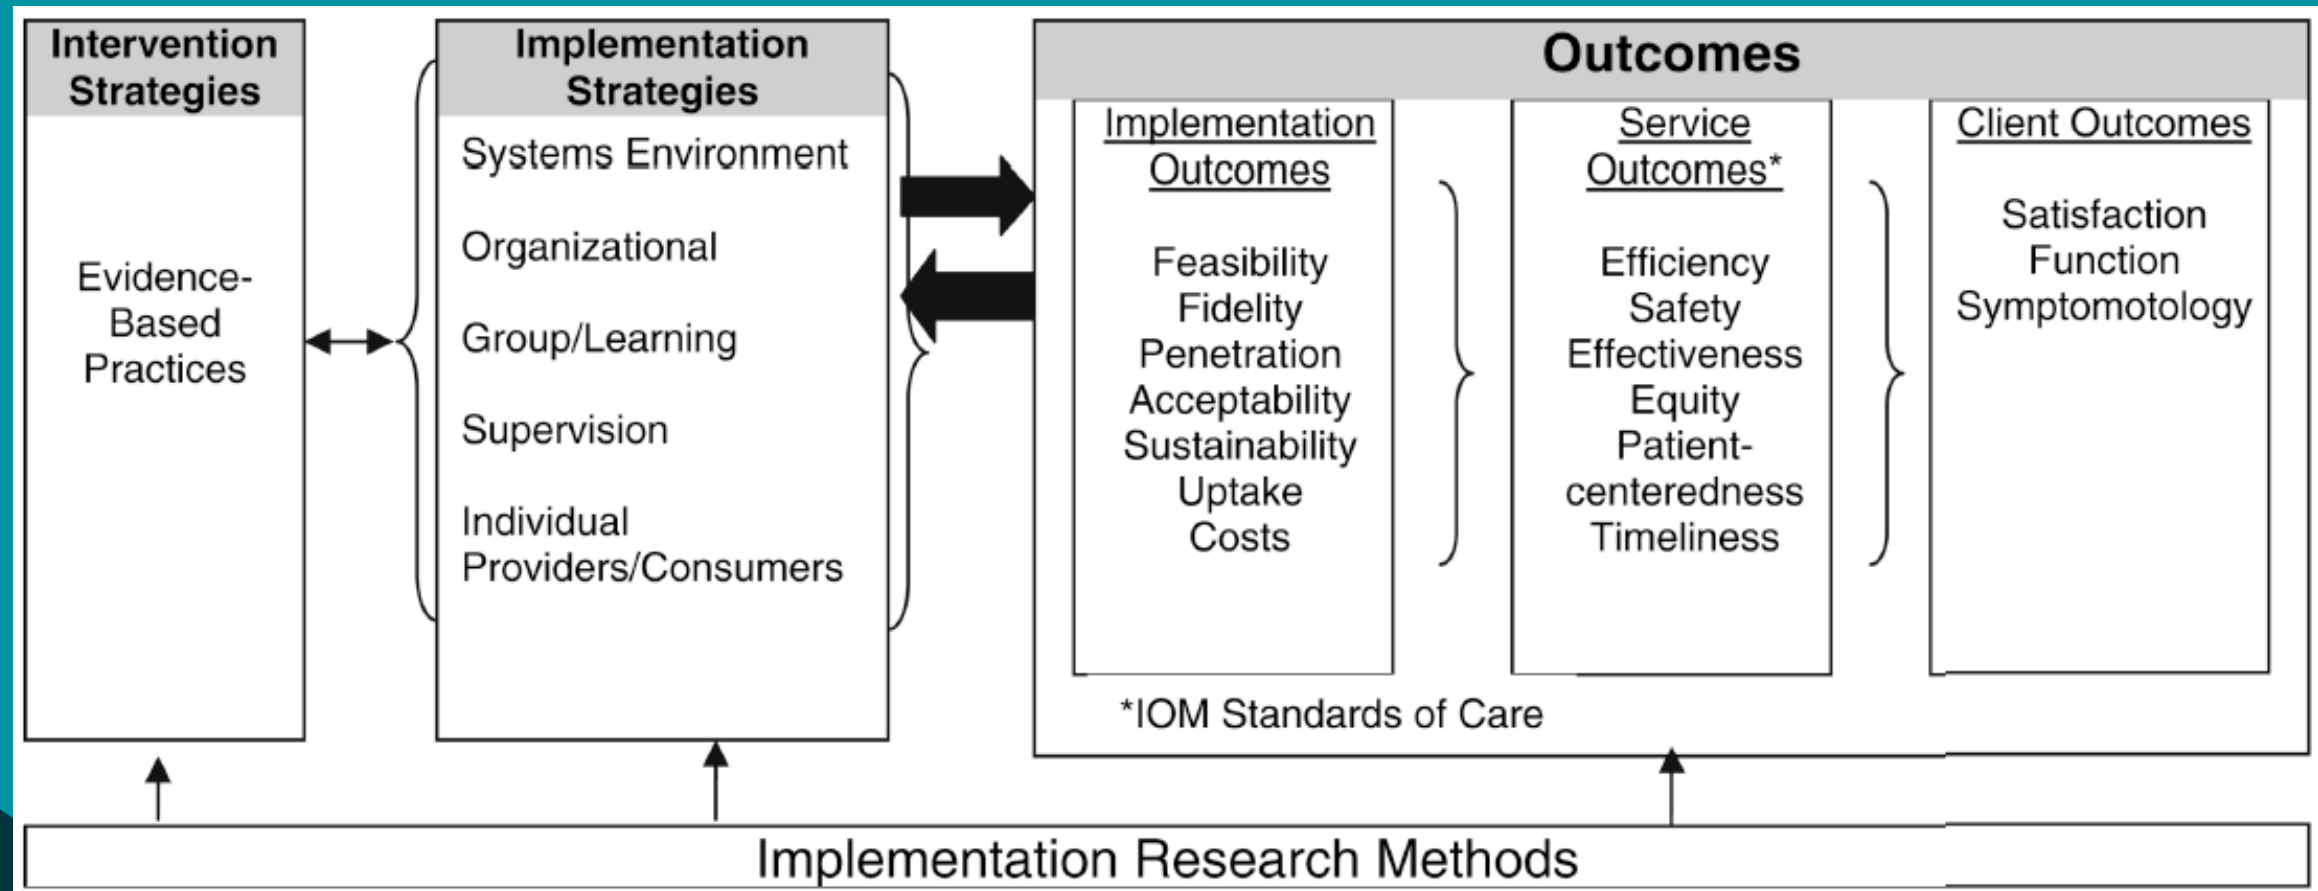 Intervention
Strategies
Evidence-
Based
Practices
Implementation
Strategies
Systems Environment
Organizational
Group/Learning
Supervision
Individual
Providers/Consumers
Outcomes
Implementation
Outcomes
Feasibility
Fidelity
Penetration
Acceptability
Sustainability
Uptake
Costs
Service
Outcomes*
Efficiency
Safety
Effectiveness
Equity
Patient-
centeredness
Timeliness
Client Outcomes
Satisfaction
Function
Symptomotology
*IOM Standards of Care
Implementation Research Methods